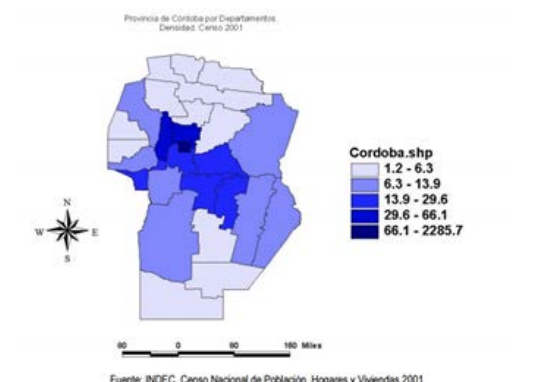 Provincia de Córdoba por Departamentos.
Densidad. Censo 2001
Cordoba.shp
1.2 - 6.3
6.3 - 13.9
13.9 - 29.6
29.6 - 66.1
66.1 - 2285.7
N
W E
S
80 0 80 160 Miles
Fuente: INDEC. Censo Nacional de Población, Hogares y Viviendas 2001